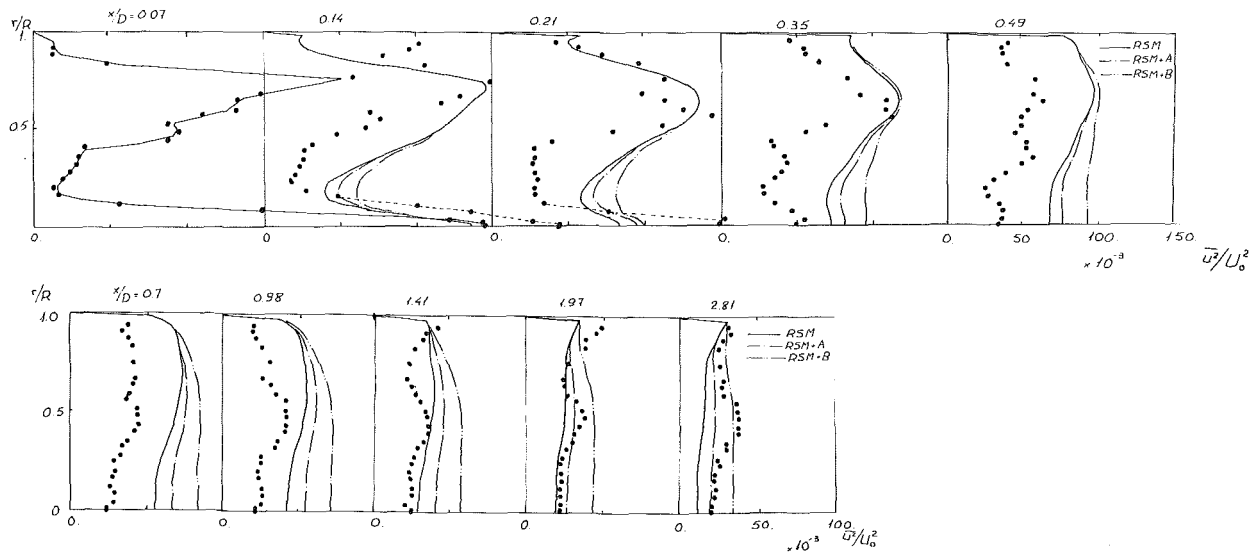 r/R x/D = 0.07 0.14 0.21 0.35 0.49
1.
0.5
RSM
RSM+A
RSM+B
0. 0. 0. 0. 0. 50 100 150.
×10⁻³ u̅²/U₀²
r/R x/D = 0.7 0.98 1.41 1.97 2.81
1.0
0.5
0
RSM
RSM+A
RSM+B
0. 0. 0. 0. 0. 50. 100.
×10⁻³ u̅²/U₀²